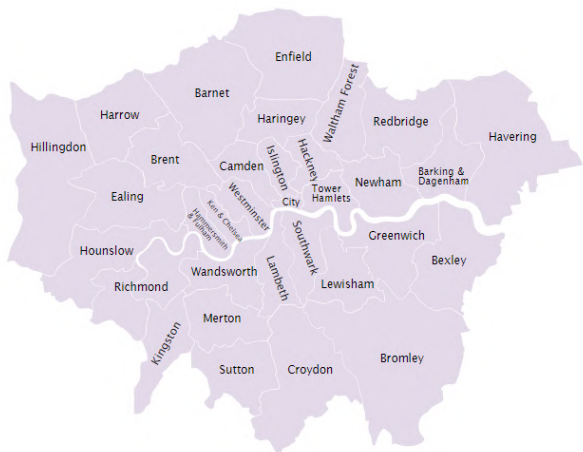 Enfield
Barnet
Harrow
Haringey
Waltham Forest
Redbridge
Havering
Hillingdon
Brent
Camden
Islington
Hackney
Barking &
Dagenham
Newham
Tower
Hamlets
Ealing
Westminster
City
Ken & Chelsea
Hammersmith
& Fulham
Hounslow
Greenwich
Bexley
Southwark
Wandsworth
Lambeth
Lewisham
Richmond
Merton
Kingston
Sutton
Croydon
Bromley